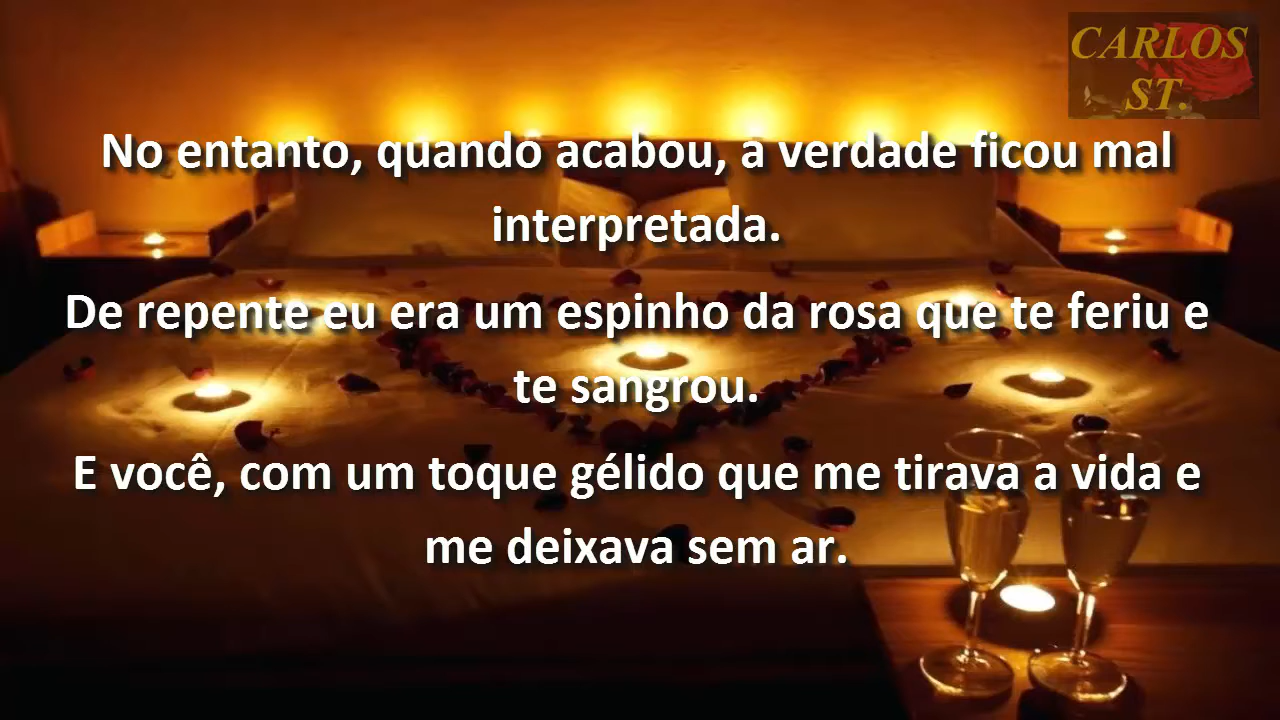 CARLOS
ST.
No entanto, quando acabou, a verdade ficou mal
interpretada.
De repente eu era um espinho da rosa que te feriu e
te sangrou.
E você, com um toque gélido que me tirava a vida e
me deixava sem ar.